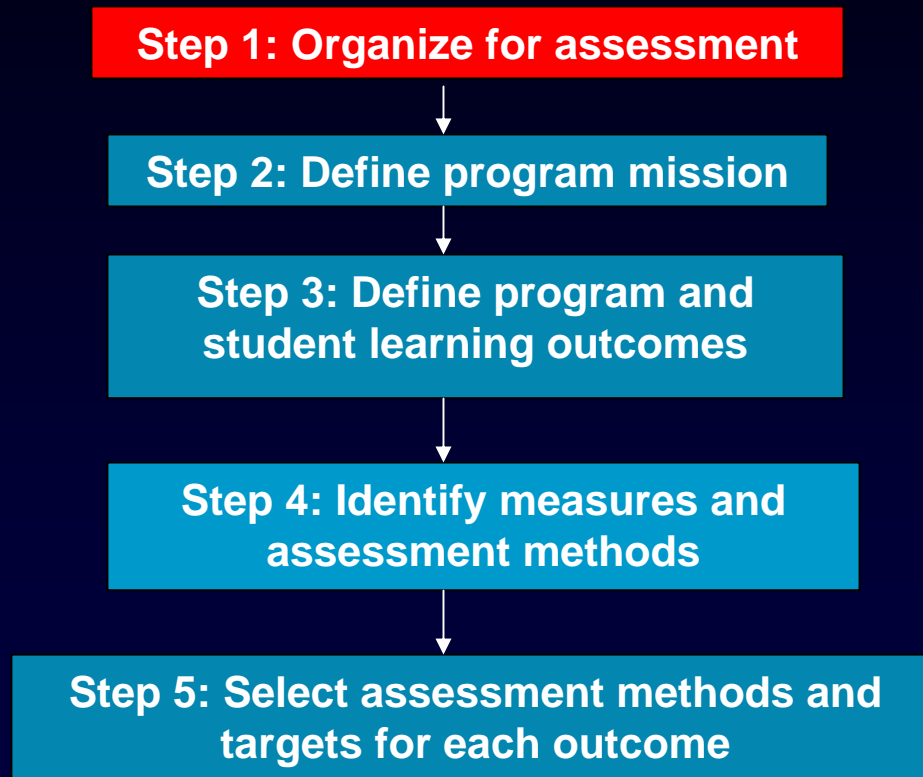 Step 1: Organize for assessment
Step 2: Define program mission
Step 3: Define program and
student learning outcomes
Step 4: Identify measures and
assessment methods
Step 5: Select assessment methods and
targets for each outcome